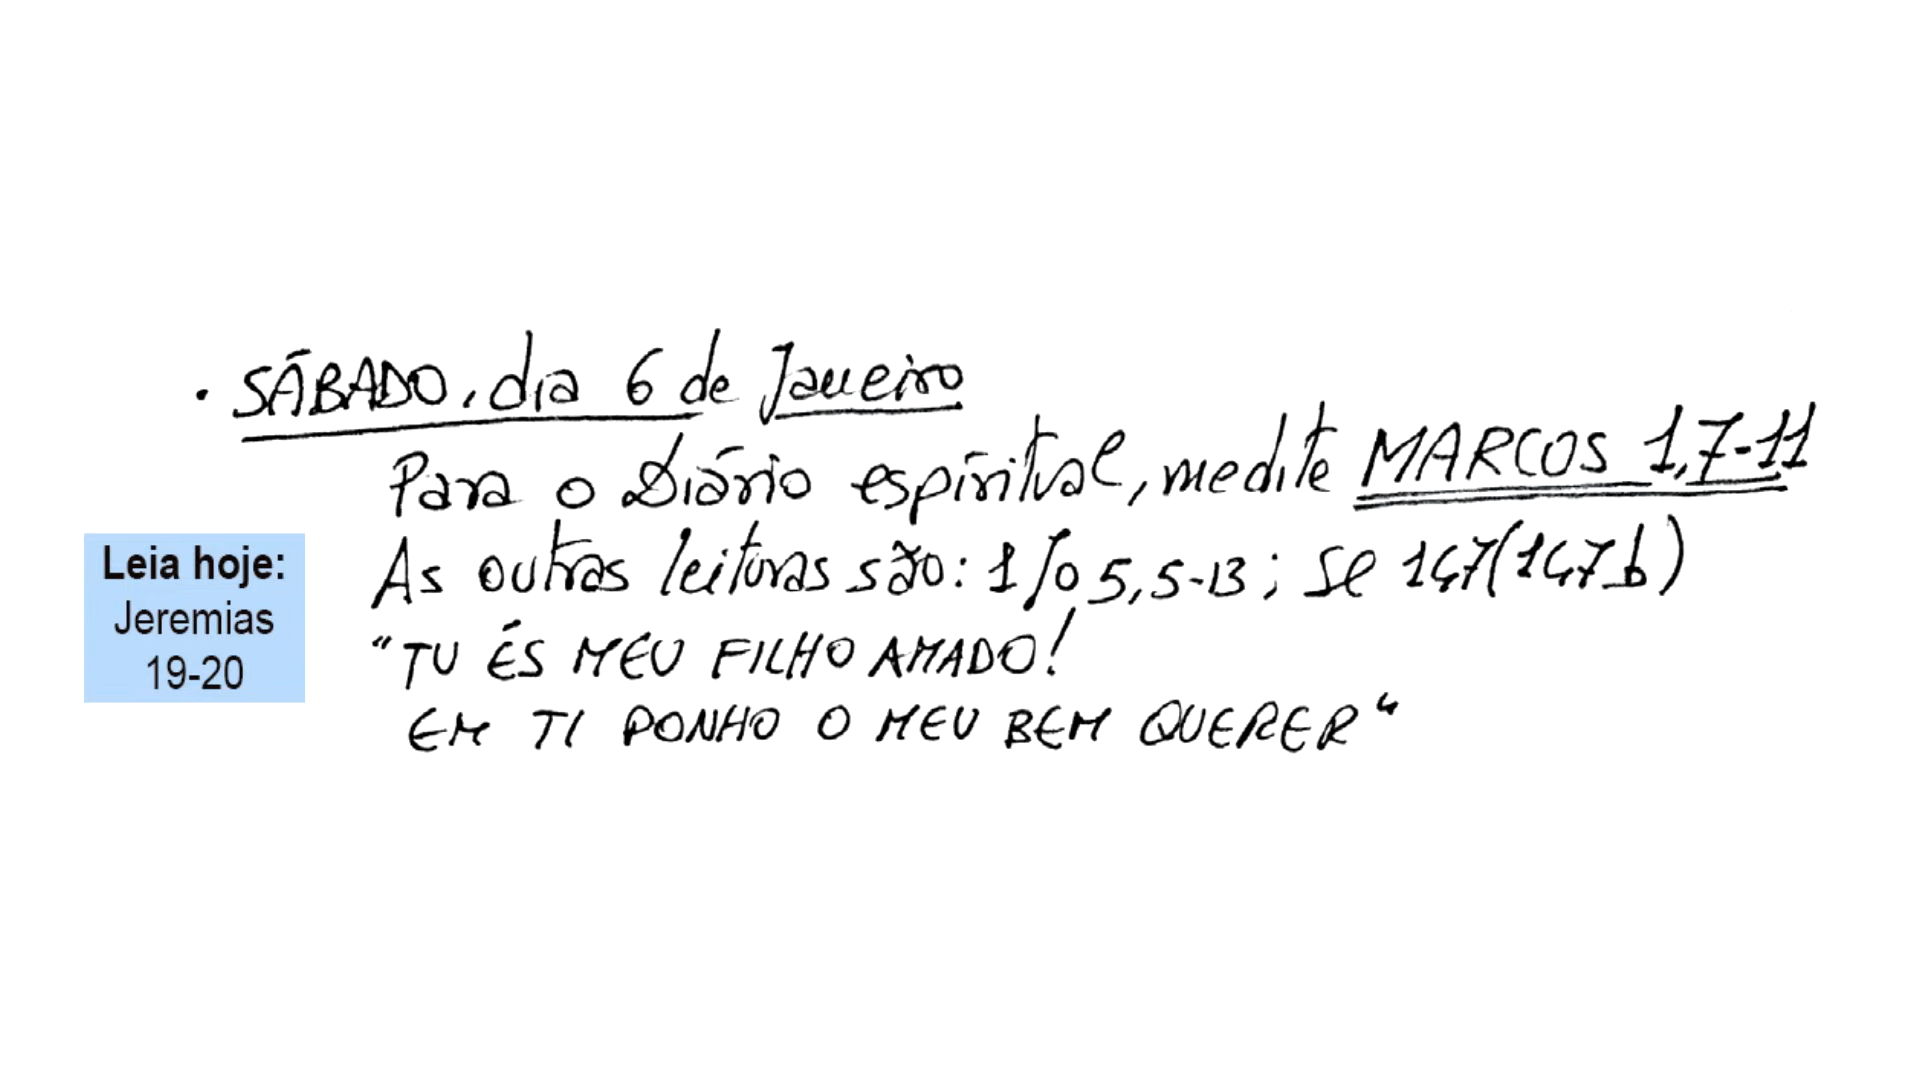 · SÁBADO, dia 6 de Janeiro
Para o Diário espíritual, medite MARCOS 1,7-11
As outras leituras são: 1 Jo 5,5-13; Sl 147(147b)
"TU ÉS MEU FILHO AMADO!
EM TI PONHO O MEU BEM QUERER"
Leia hoje:
Jeremias
19-20